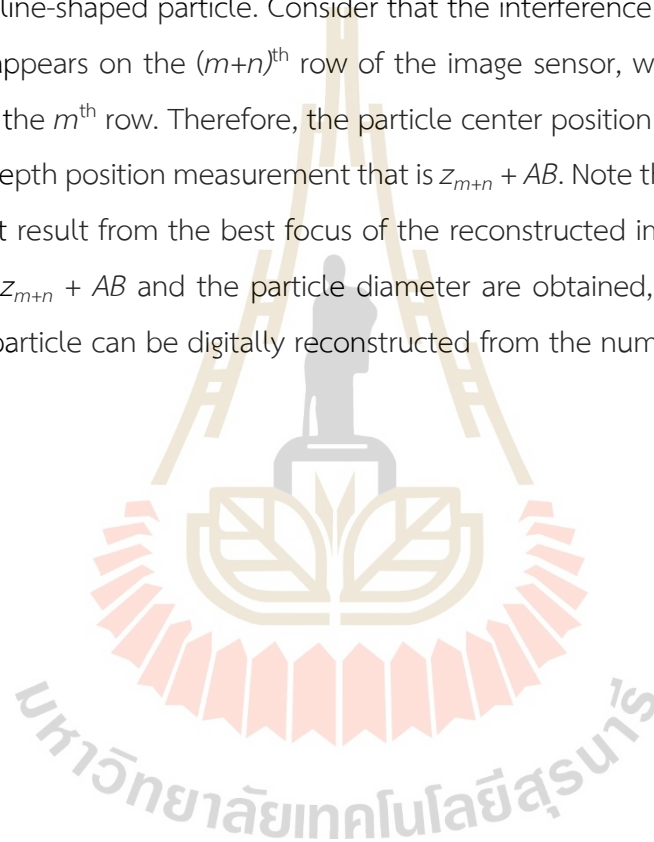 line-shaped particle. Consider that the interference
appears on the (m+n)th row of the image sensor, w
the mth row. Therefore, the particle center position
epth position measurement that is zm+n + AB. Note th
t result from the best focus of the reconstructed in
zm+n + AB and the particle diameter are obtained,
particle can be digitally reconstructed from the num
มหาวิทยาลัยเทคโนโลยีสุรนารี